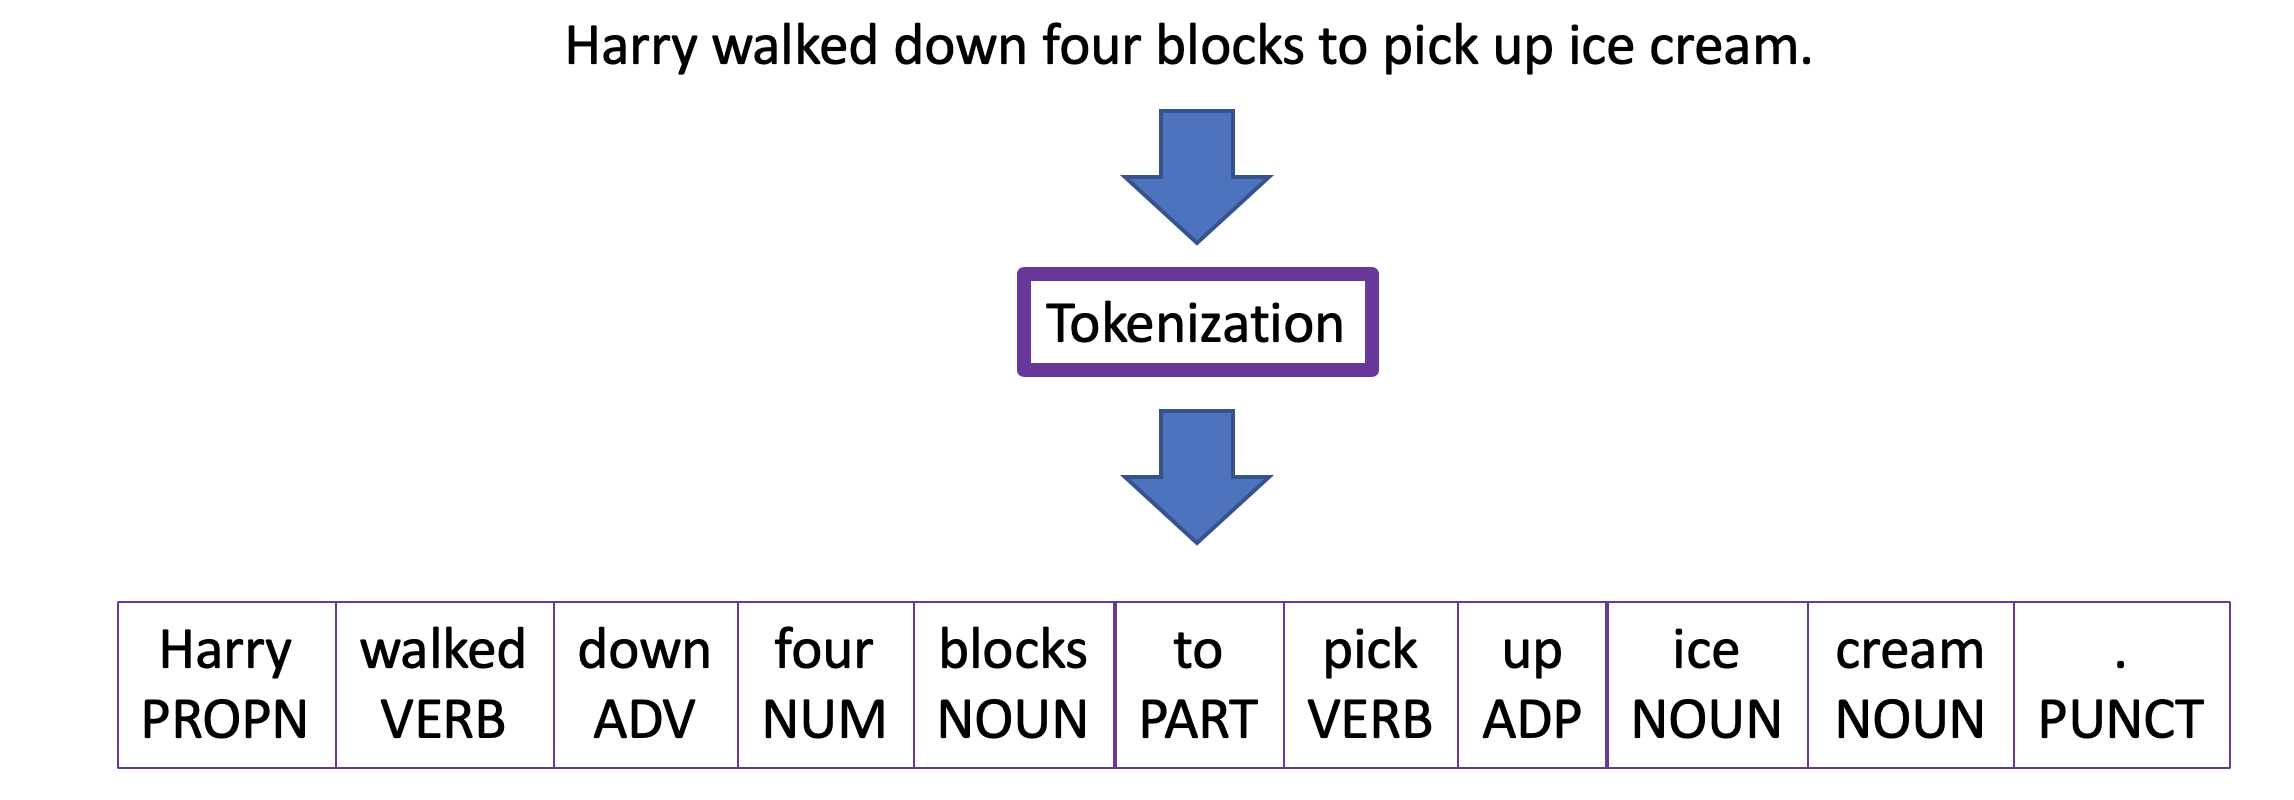 Harry walked down four blocks to pick up ice cream.
Tokenization
Harry walked down four blocks to pick up ice cream .
PROPN VERB ADV NUM NOUN PART VERB ADP NOUN NOUN PUNCT